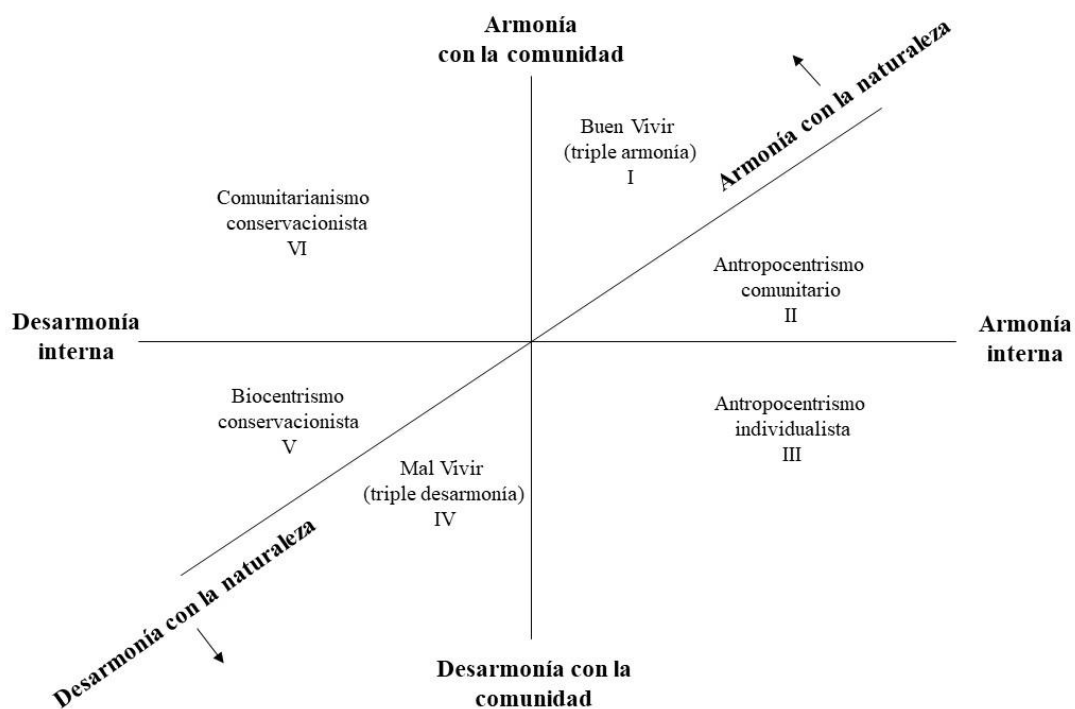 Armonía
con la comunidad
Armonía con la naturaleza
Buen Vivir
(triple armonía)
I
Comunitarianismo
conservacionista
VI
Antropocentrismo
comunitario
II
Desarmonía
interna
Armonía
interna
Biocentrismo
conservacionista
V
Antropocentrismo
individualista
III
Mal Vivir
(triple desarmonía)
IV
Desarmonía con la naturaleza
Desarmonía con la
comunidad